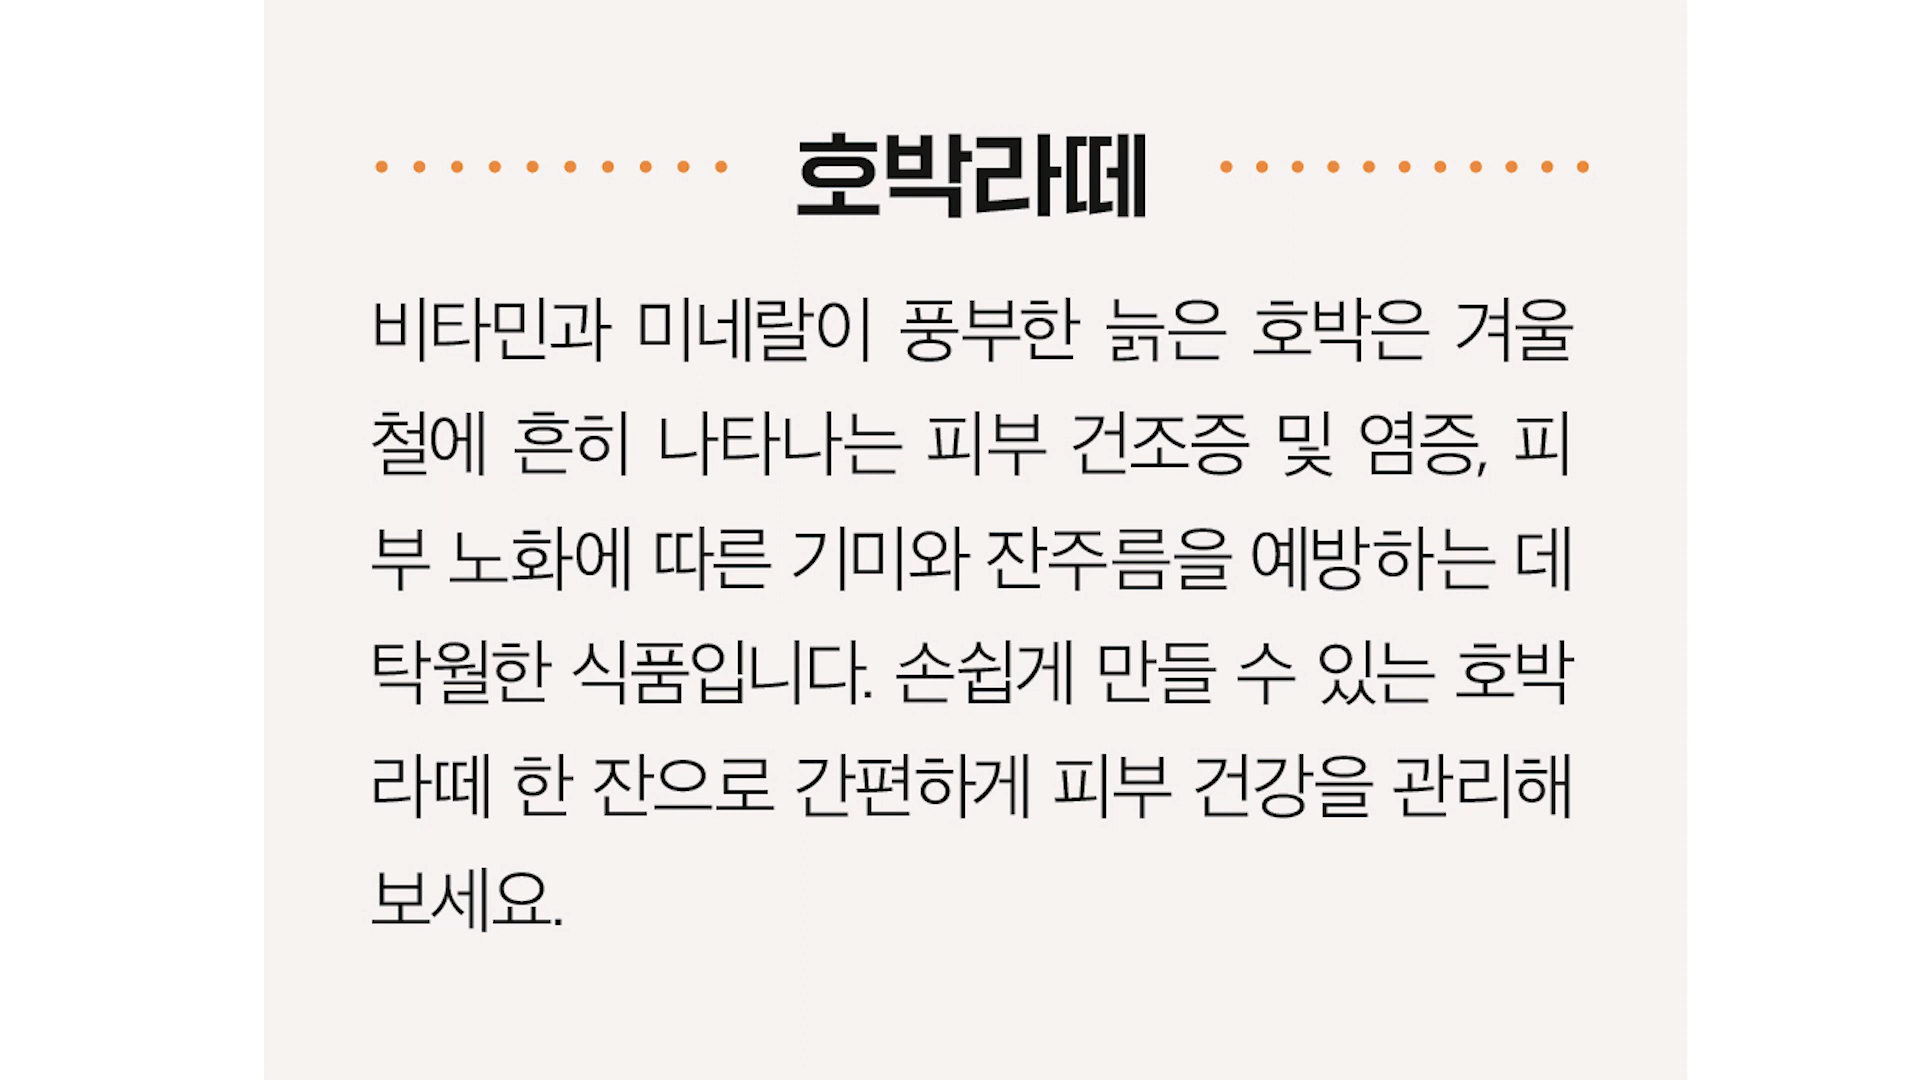 호박라떼
비타민과 미네랄이 풍부한 늙은 호박은 겨울
철에 흔히 나타나는 피부 건조증 및 염증, 피
부 노화에 따른 기미와 잔주름을 예방하는 데
탁월한 식품입니다. 손쉽게 만들 수 있는 호박
라떼 한 잔으로 간편하게 피부 건강을 관리해
보세요.